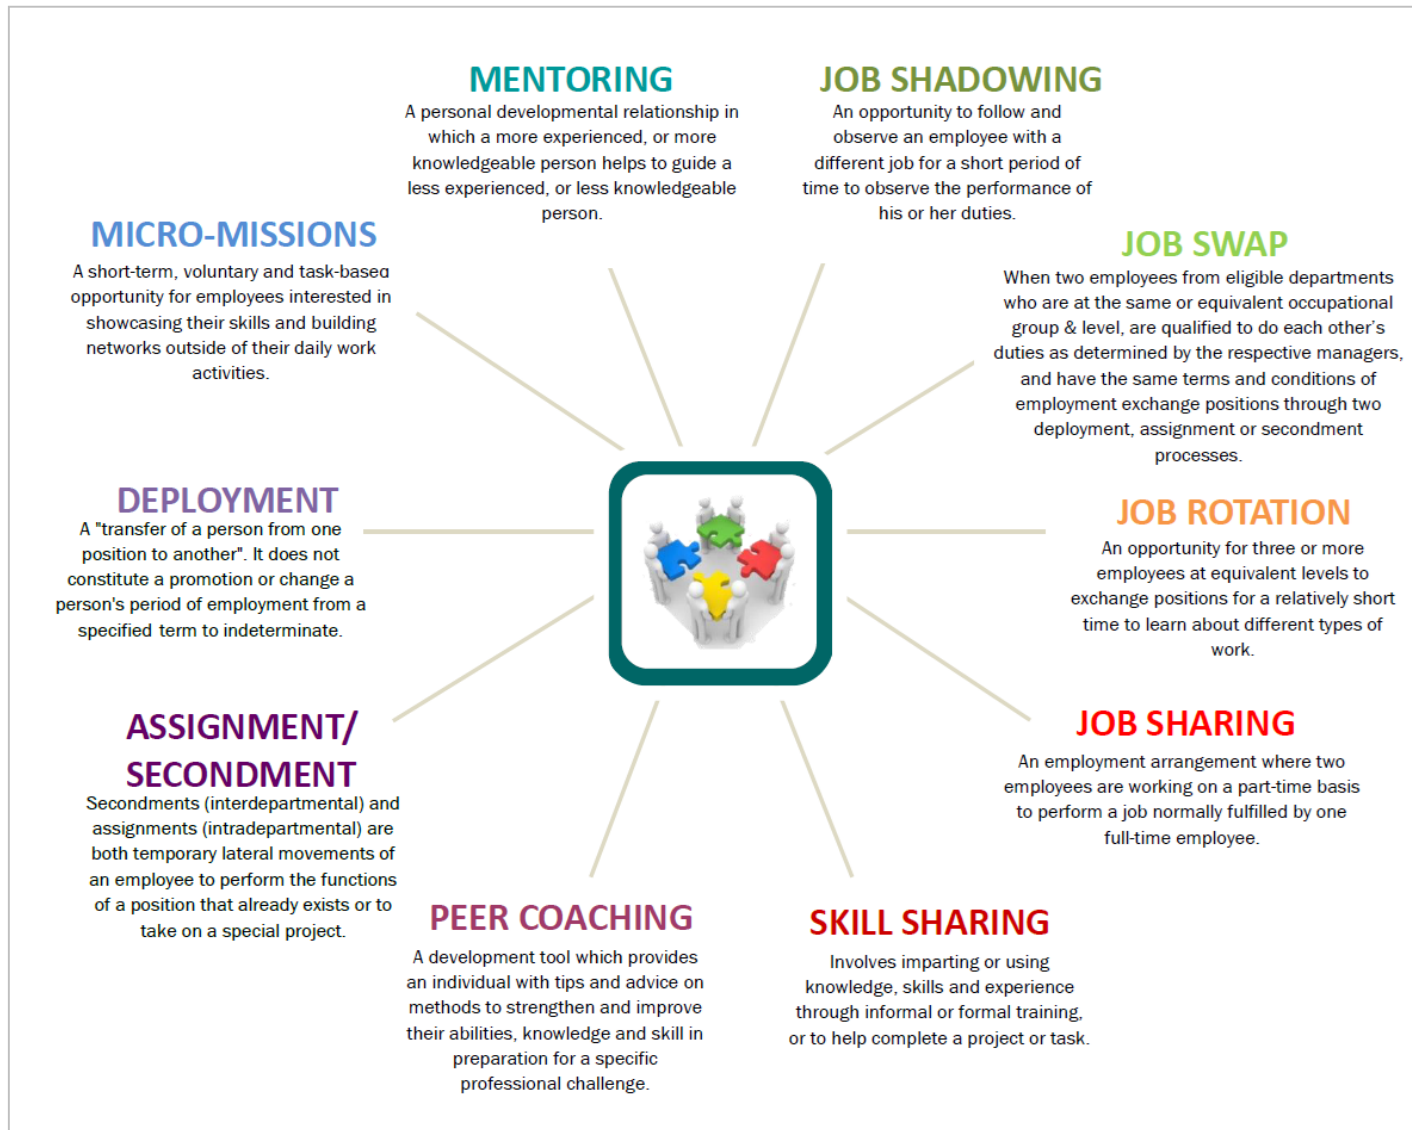 MENTORING
A personal developmental relationship in
which a more experienced, or more
knowledgeable person helps to guide a
less experienced, or less knowledgeable
person.
JOB SHADOWING
An opportunity to follow and
observe an employee with a
different job for a short period of
time to observe the performance of
his or her duties.
MICRO-MISSIONS
A short-term, voluntary and task-based
opportunity for employees interested in
showcasing their skills and building
networks outside of their daily work
activities.
JOB SWAP
When two employees from eligible departments
who are at the same or equivalent occupational
group & level, are qualified to do each other’s
duties as determined by the respective managers,
and have the same terms and conditions of
employment exchange positions through two
deployment, assignment or secondment
processes.
DEPLOYMENT
A "transfer of a person from one
position to another". It does not
constitute a promotion or change a
person's period of employment from a
specified term to indeterminate.
JOB ROTATION
An opportunity for three or more
employees at equivalent levels to
exchange positions for a relatively short
time to learn about different types of
work.
ASSIGNMENT/
SECONDMENT
Secondments (interdepartmental) and
assignments (intradepartmental) are
both temporary lateral movements of
an employee to perform the functions
of a position that already exists or to
take on a special project.
JOB SHARING
An employment arrangement where two
employees are working on a part-time basis
to perform a job normally fulfilled by one
full-time employee.
PEER COACHING
A development tool which provides
an individual with tips and advice on
methods to strengthen and improve
their abilities, knowledge and skill in
preparation for a specific
professional challenge.
SKILL SHARING
Involves imparting or using
knowledge, skills and experience
through informal or formal training,
or to help complete a project or task.